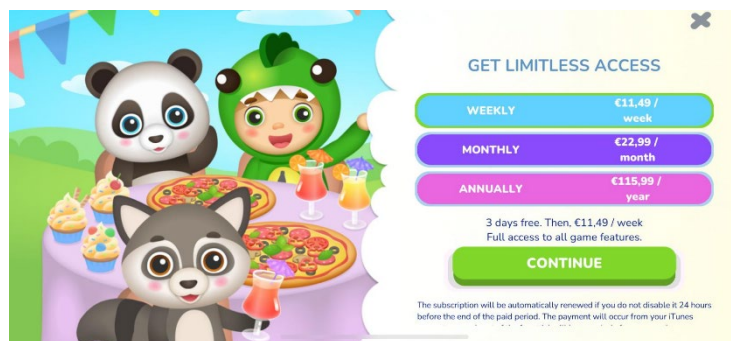 GET LIMITLESS ACCESS
WEEKLY
€11,49 /
week
MONTHLY
€22,99 /
month
ANNUALLY
€115,99 /
year
3 days free. Then, €11,49 / week
Full access to all game features.
CONTINUE
The subscription will be automatically renewed if you do not disable it 24 hours
before the end of the paid period. The payment will occur from your iTunes